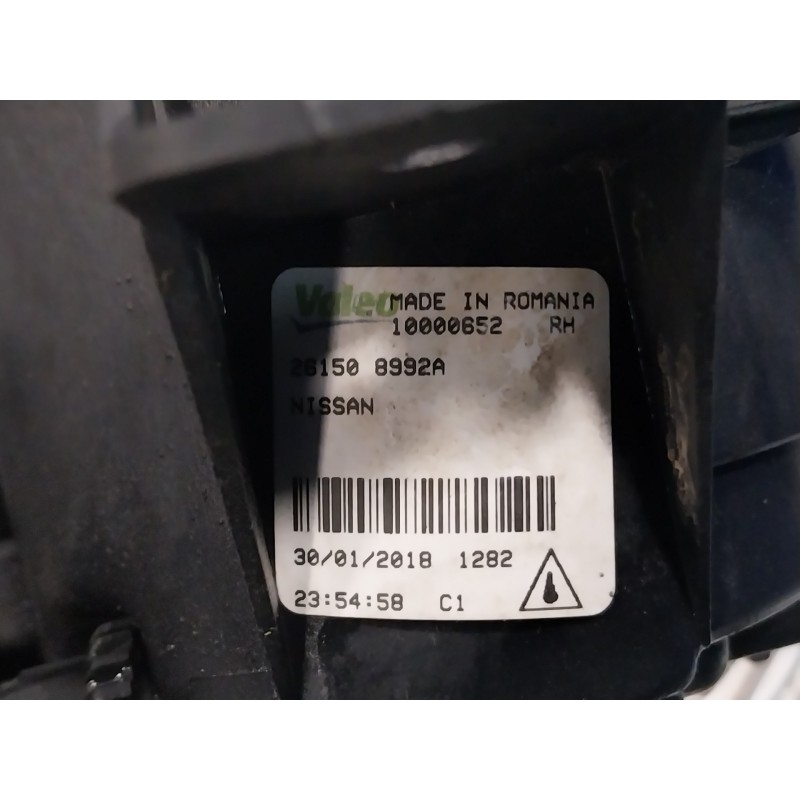 Valeo MADE IN ROMANIA
10000652 RH
26150 8992A
NISSAN
30/01/2018 1282
23:54:58 C1